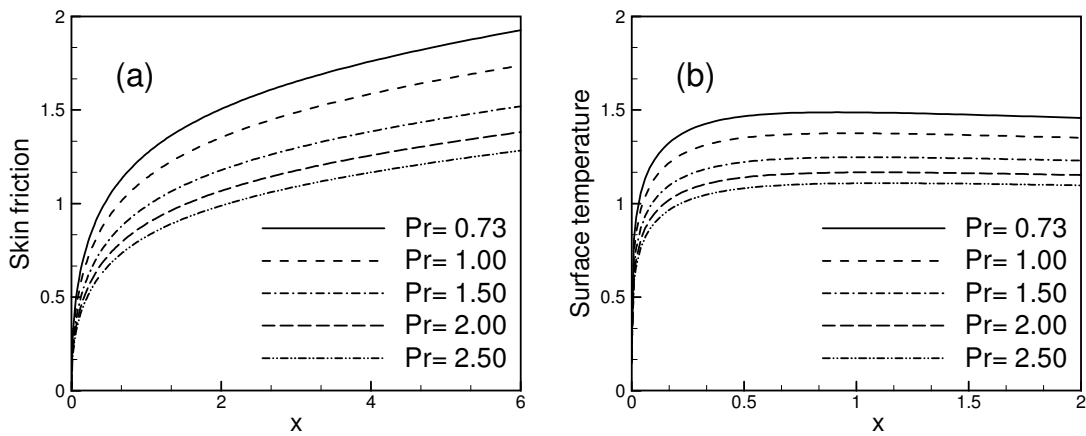 (a)
Skin friction
2
1.5
1
0.5
0
0 2 4 6
x
Pr= 0.73
Pr= 1.00
Pr= 1.50
Pr= 2.00
Pr= 2.50
(b)
Surface temperature
2
1.5
1
0.5
0
0 0.5 1 1.5 2
x
Pr= 0.73
Pr= 1.00
Pr= 1.50
Pr= 2.00
Pr= 2.50